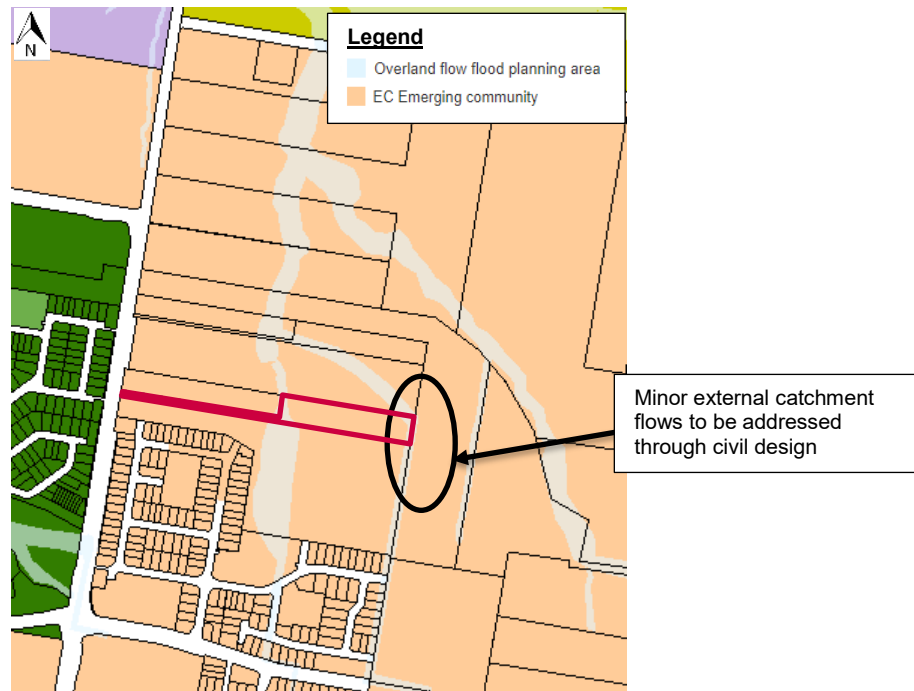 N
Legend
Overland flow flood planning area
EC Emerging community
Minor external catchment
flows to be addressed
through civil design